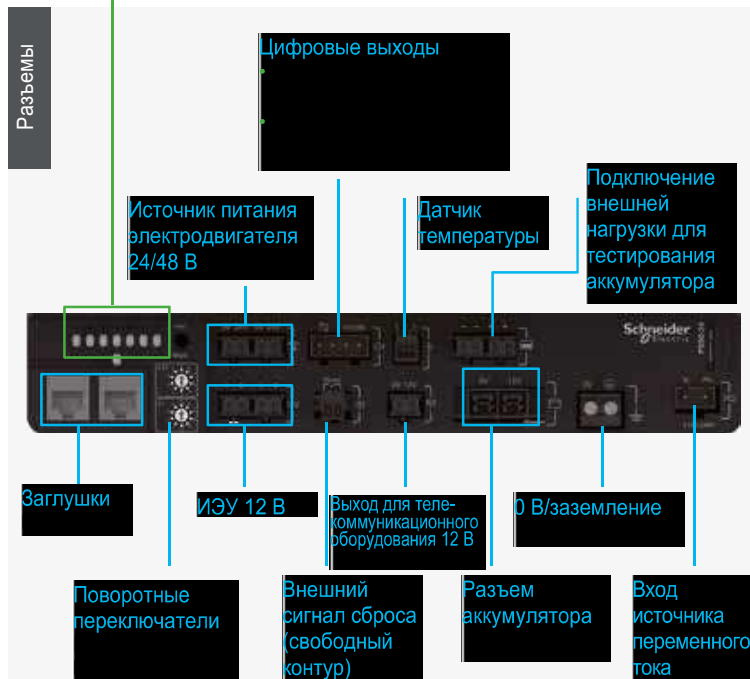 Разъемы
Цифровые выходы
Источник питания
электродвигателя
24/48 В
Датчик
температуры
Подключение
внешней
нагрузки для
тестирования
аккумулятора
Schneider
Заглушки
ИЭУ 12 В
Выход для теле-
коммуникационного
оборудования 12 В
0 В/заземление
Поворотные
переключатели
Внешний
сигнал сброса
(свободный
контур)
Разъем
аккумулятора
Вход
источника
переменного
тока